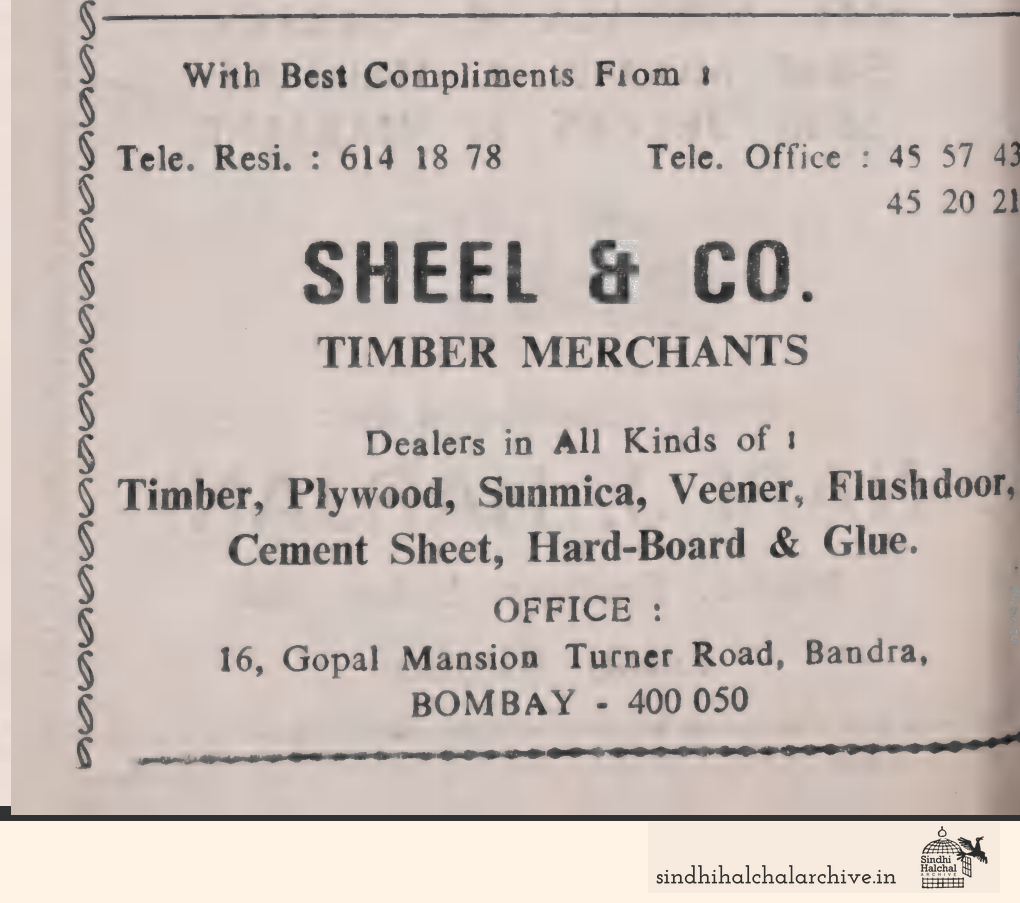 With Best Compliments From :
Tele. Resi. : 614 18 78 Tele. Office : 45 57 43
45 20 21
SHEEL & CO.
TIMBER MERCHANTS
Dealers in All Kinds of :
Timber, Plywood, Sunmica, Veener, Flushdoor,
Cement Sheet, Hard-Board & Glue.
OFFICE :
16, Gopal Mansion Turner Road, Bandra,
BOMBAY - 400 050
sindhihalchalarchive.in
Sindhi
Halchal
ARCHIVE